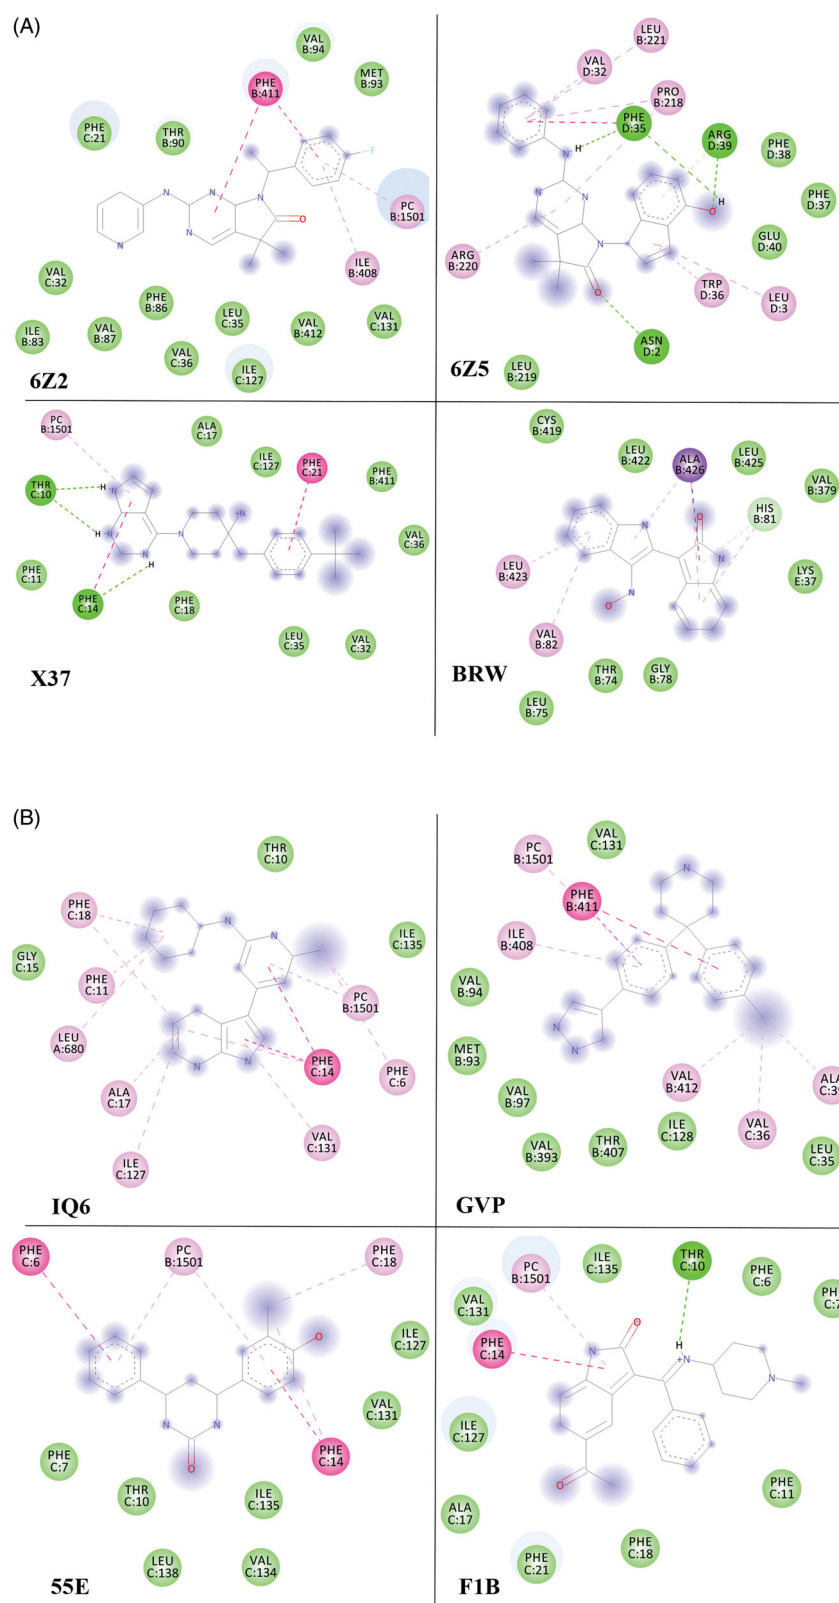 (A)
VAL
B:94
PHE
B:411
MET
B:93
PHE
C:21
THR
B:90
F
N
N
N
N
N
O
PC
B:1501
ILE
B:408
VAL
C:32
PHE
B:86
LEU
C:35
VAL
B:412
VAL
C:131
ILE
B:83
VAL
B:87
VAL
C:36
ILE
C:127
6Z2
LEU
B:221
VAL
D:32
PRO
B:218
PHE
D:35
ARG
D:39
PHE
D:38
PHE
D:37
GLU
D:40
H
N
N
N
N
H
O
O
ARG
B:220
TRP
D:36
LEU
D:3
ASN
D:2
LEU
B:219
6Z5
PC
B:1501
ALA
C:17
ILE
C:127
PHE
C:21
PHE
B:411
THR
C:10
H
N
H
N
N
H
N
N
VAL
C:36
PHE
C:11
PHE
C:14
PHE
C:18
LEU
C:35
VAL
C:32
X37
CYS
B:419
LEU
B:422
ALA
B:426
LEU
B:425
VAL
B:379
HIS
B:81
N
O
N
N
O
LEU
B:423
LYS
E:37
VAL
B:82
THR
B:74
GLY
B:78
LEU
B:75
BRW
(B)
THR
C:10
PHE
C:18
ILE
C:135
GLY
C:15
PHE
C:11
N
N
N
N
PC
B:1501
LEU
A:680
PHE
C:14
PHE
C:6
ALA
C:17
VAL
C:131
ILE
C:127
IQ6
PC
B:1501
VAL
C:131
PHE
B:411
N
ILE
B:408
VAL
B:94
N
N
MET
B:93
VAL
B:97
VAL
B:412
ALA
VAL
B:393
THR
B:407
ILE
C:128
VAL
C:36
LEU
C:35
GVP
PHE
C:6
PC
B:1501
PHE
C:18
O
ILE
C:127
VAL
C:131
N
N
O
PHE
C:14
PHE
C:7
THR
C:10
ILE
C:135
LEU
C:138
VAL
C:134
55E
PC
B:1501
ILE
C:135
THR
C:10
PHE
C:6
VAL
C:131
PHE
C:14
O
N
H
+N
N
O
ILE
C:127
PHE
C:11
ALA
C:17
PHE
C:18
PHE
C:21
F1B